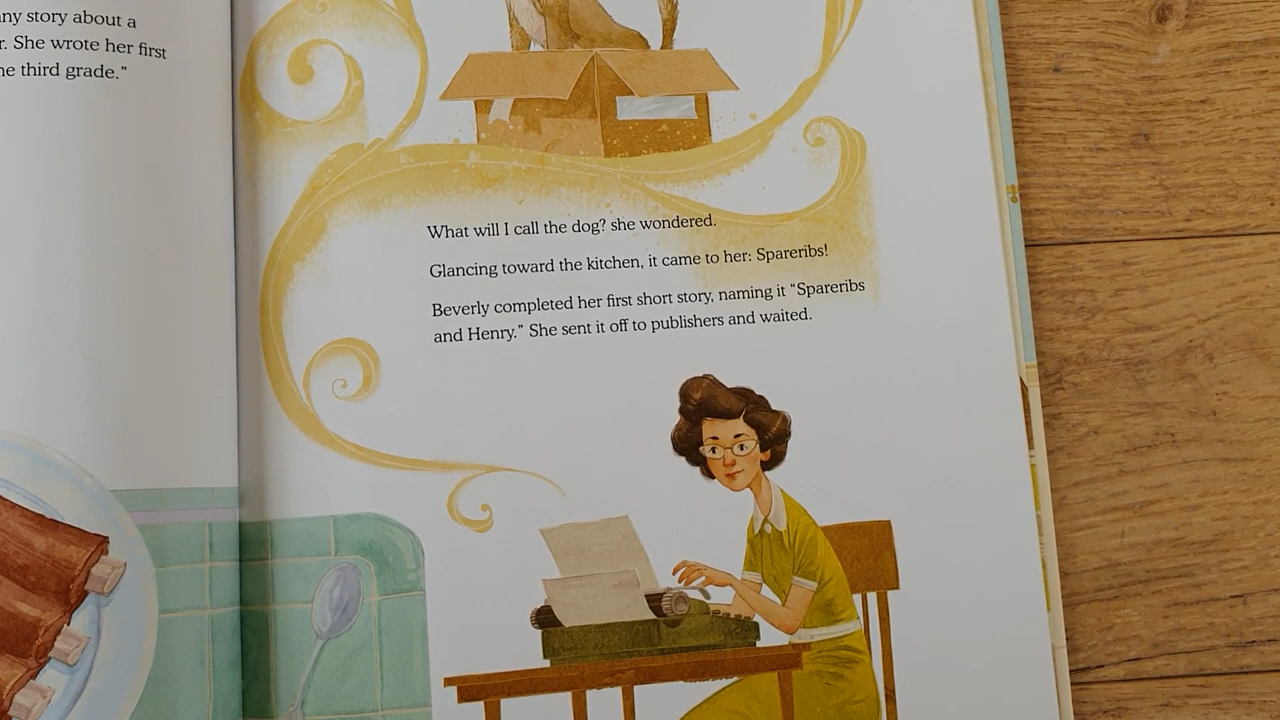 ny story about a
She wrote her first
third grade.”
What will I call the dog? she wondered.
Glancing toward the kitchen, it came to her: Spareribs!
Beverly completed her first short story, naming it “Spareribs
and Henry.” She sent it off to publishers and waited.